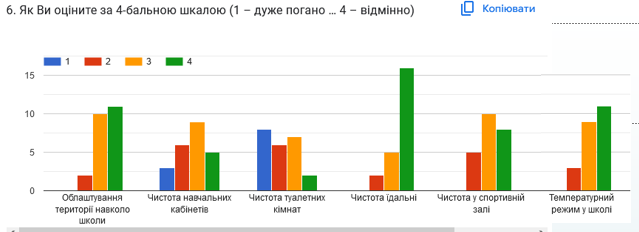 6. Як Ви оціните за 4-бальною шкалою (1 – дуже погано ... 4 – відмінно)
Копіювати
1 2 3 4
15
10
5
0
Облаштування
території навколо
школи
Чистота навчальних
кабінетів
Чистота туалетних
кімнат
Чистота їдальні
Чистота у спортивній
залі
Температурний
режим у школі